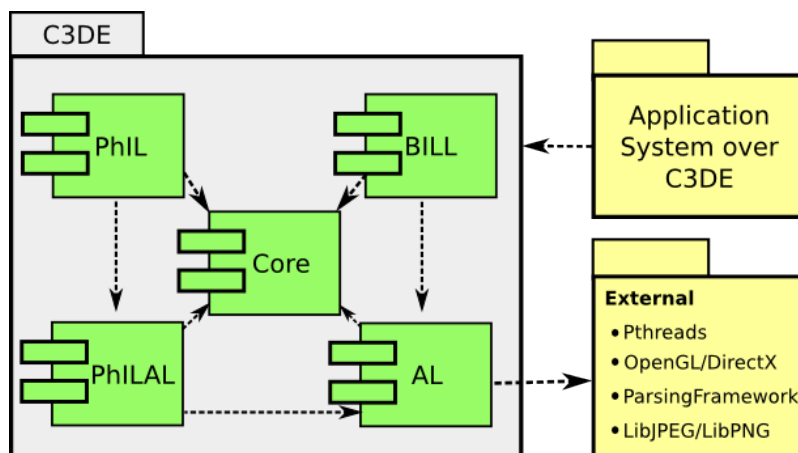 C3DE
PhIL
BILL
Core
PhILAL
AL
Application
System over
C3DE
External
• Pthreads
• OpenGL/DirectX
• ParsingFramework
• LibJPEG/LibPNG